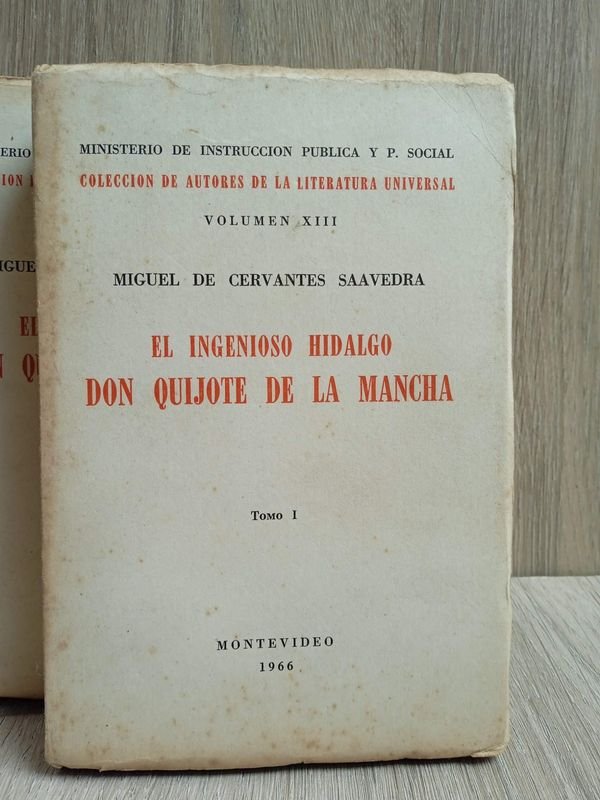 MINISTERIO DE INSTRUCCION PUBLICA Y P. SOCIAL
COLECCION DE AUTORES DE LA LITERATURA UNIVERSAL
VOLUMEN XIII
MIGUEL DE CERVANTES SAAVEDRA
EL INGENIOSO HIDALGO
DON QUIJOTE DE LA MANCHA
TOMO I
MONTEVIDEO
1966